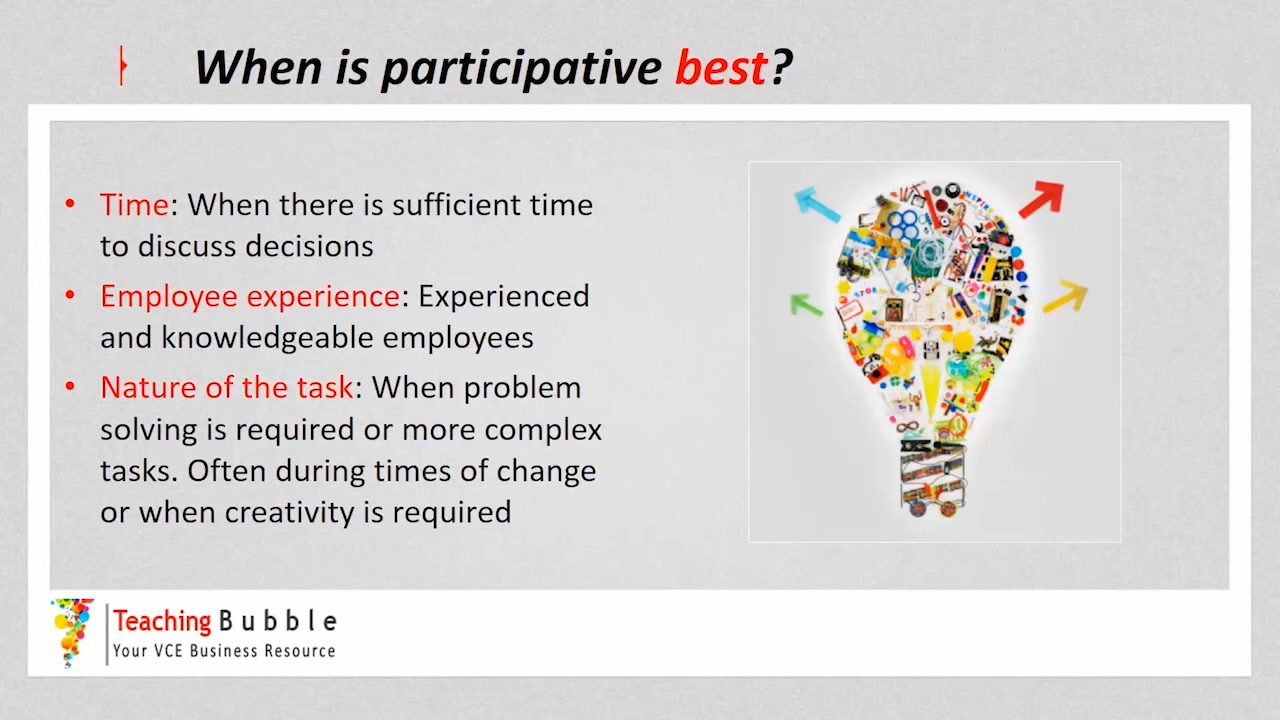 When is participative best?
• Time: When there is sufficient time
to discuss decisions
• Employee experience: Experienced
and knowledgeable employees
• Nature of the task: When problem
solving is required or more complex
tasks. Often during times of change
or when creativity is required
Teaching Bubble
Your VCE Business Resource